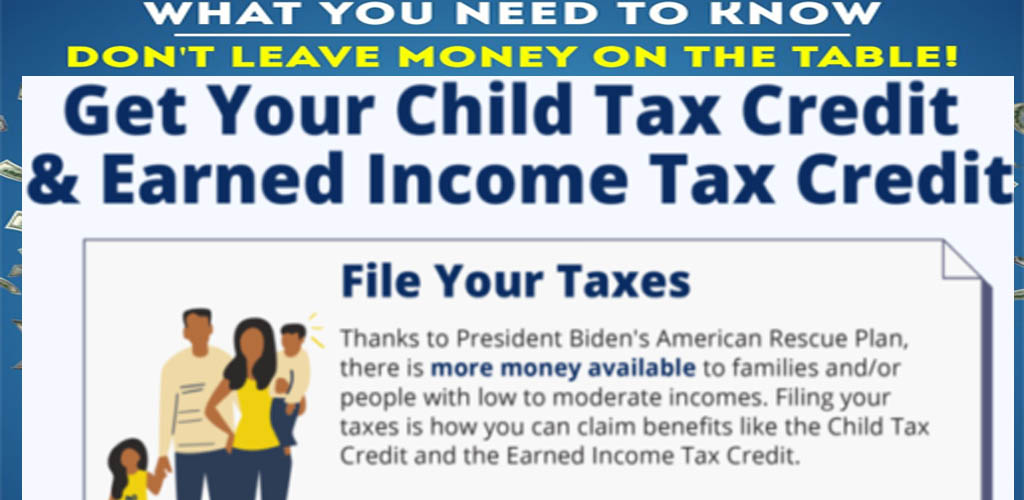 WHAT YOU NEED TO KNOW
DON'T LEAVE MONEY ON THE TABLE!
Get Your Child Tax Credit
& Earned Income Tax Credit
File Your Taxes
Thanks to President Biden's American Rescue Plan,
there is more money available to families and/or
people with low to moderate incomes. Filing your
taxes is how you can claim benefits like the Child Tax
Credit and the Earned Income Tax Credit.